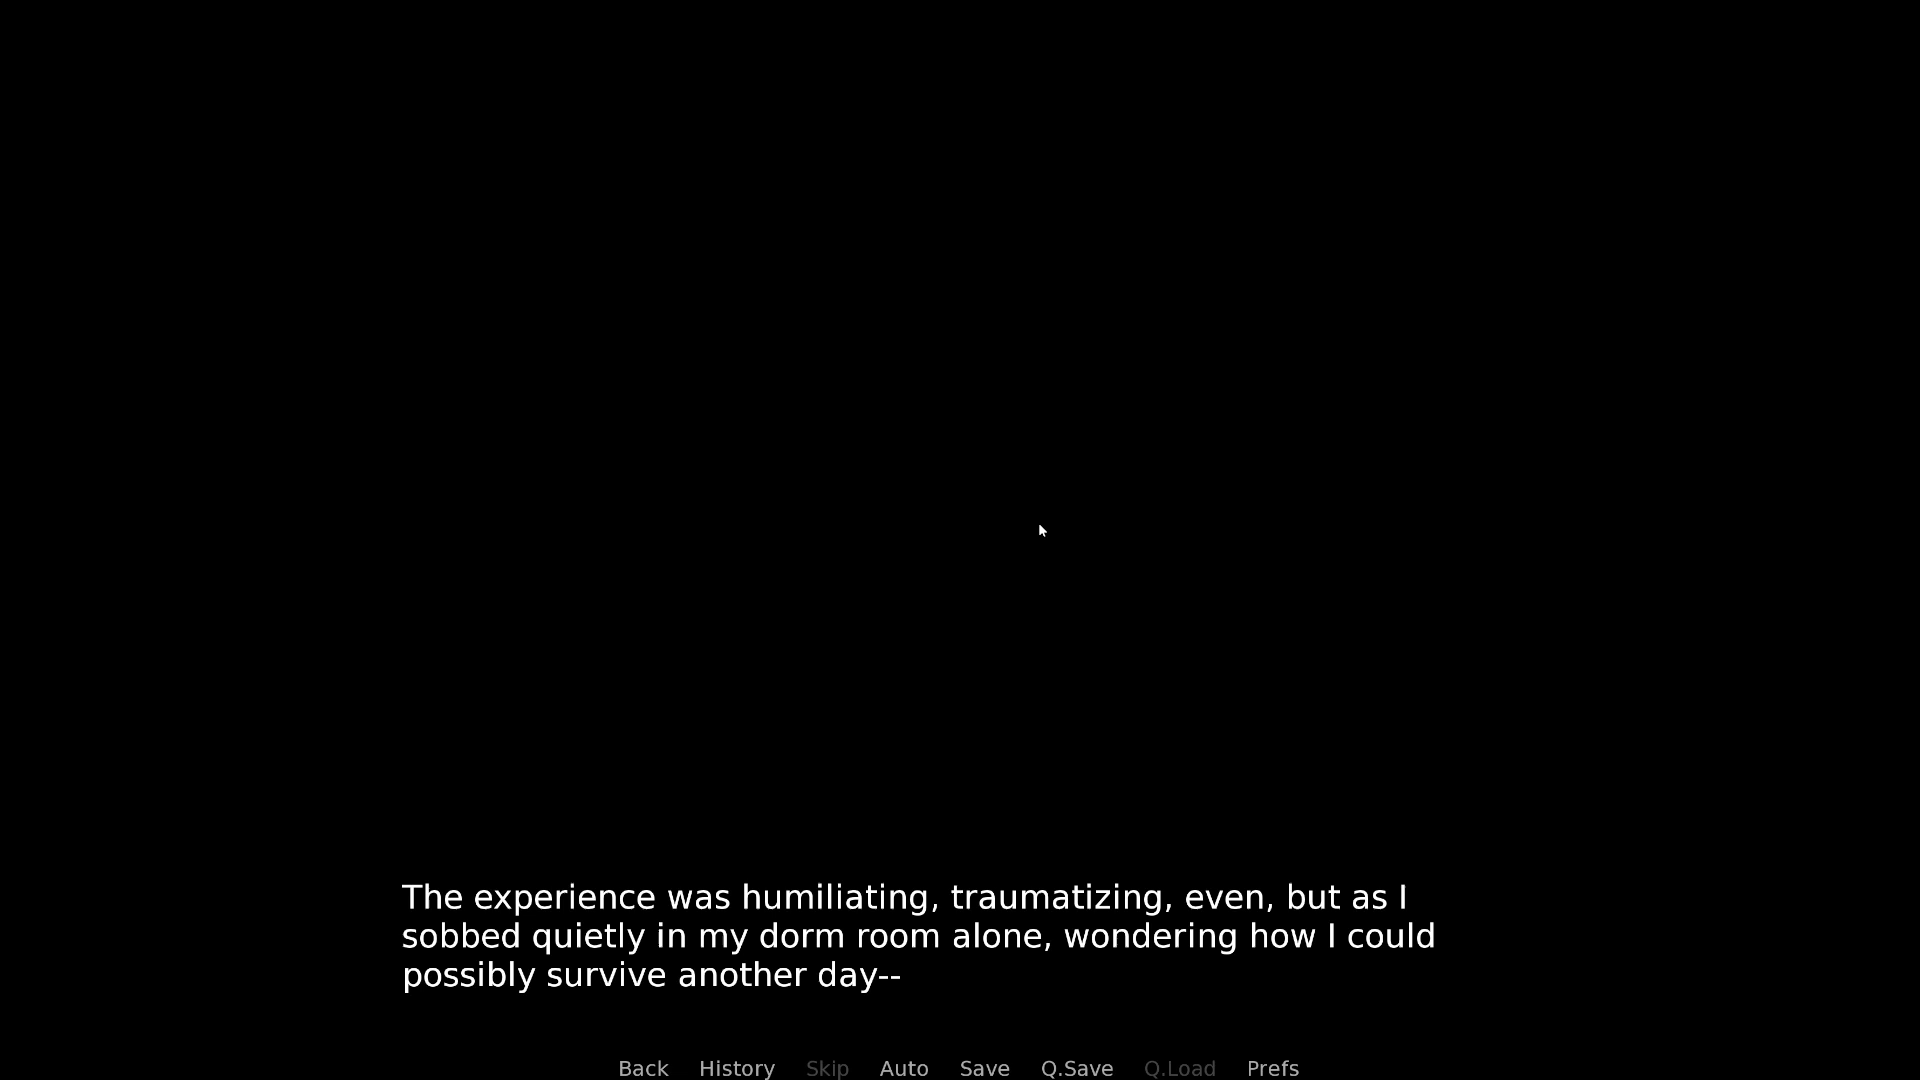 The experience was humiliating, traumatizing, even, but as I
sobbed quietly in my dorm room alone, wondering how I could
possibly survive another day--
Back History Skip Auto Save Q.Save Q.Load Prefs